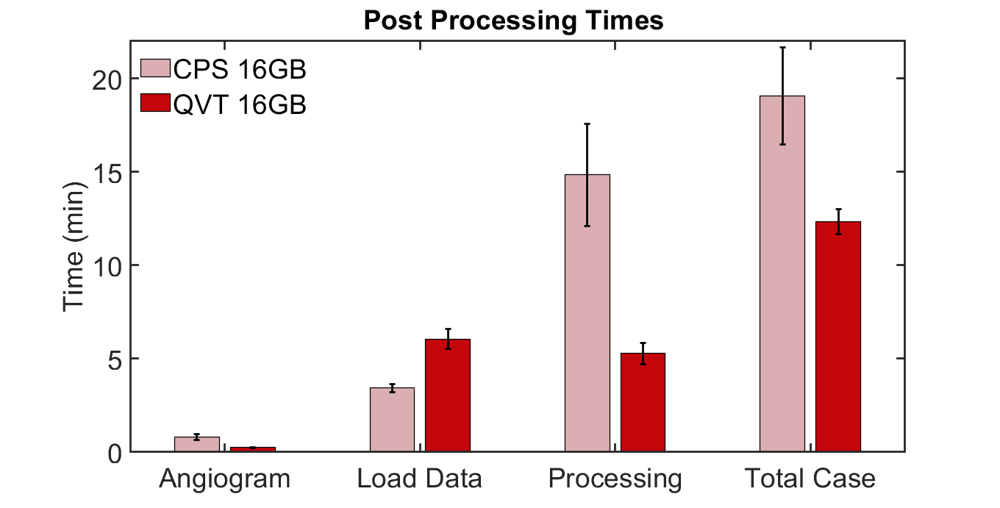 Post Processing Times
CPS 16GB
QVT 16GB
Time (min)
20
15
10
5
0
Angiogram
Load Data
Processing
Total Case